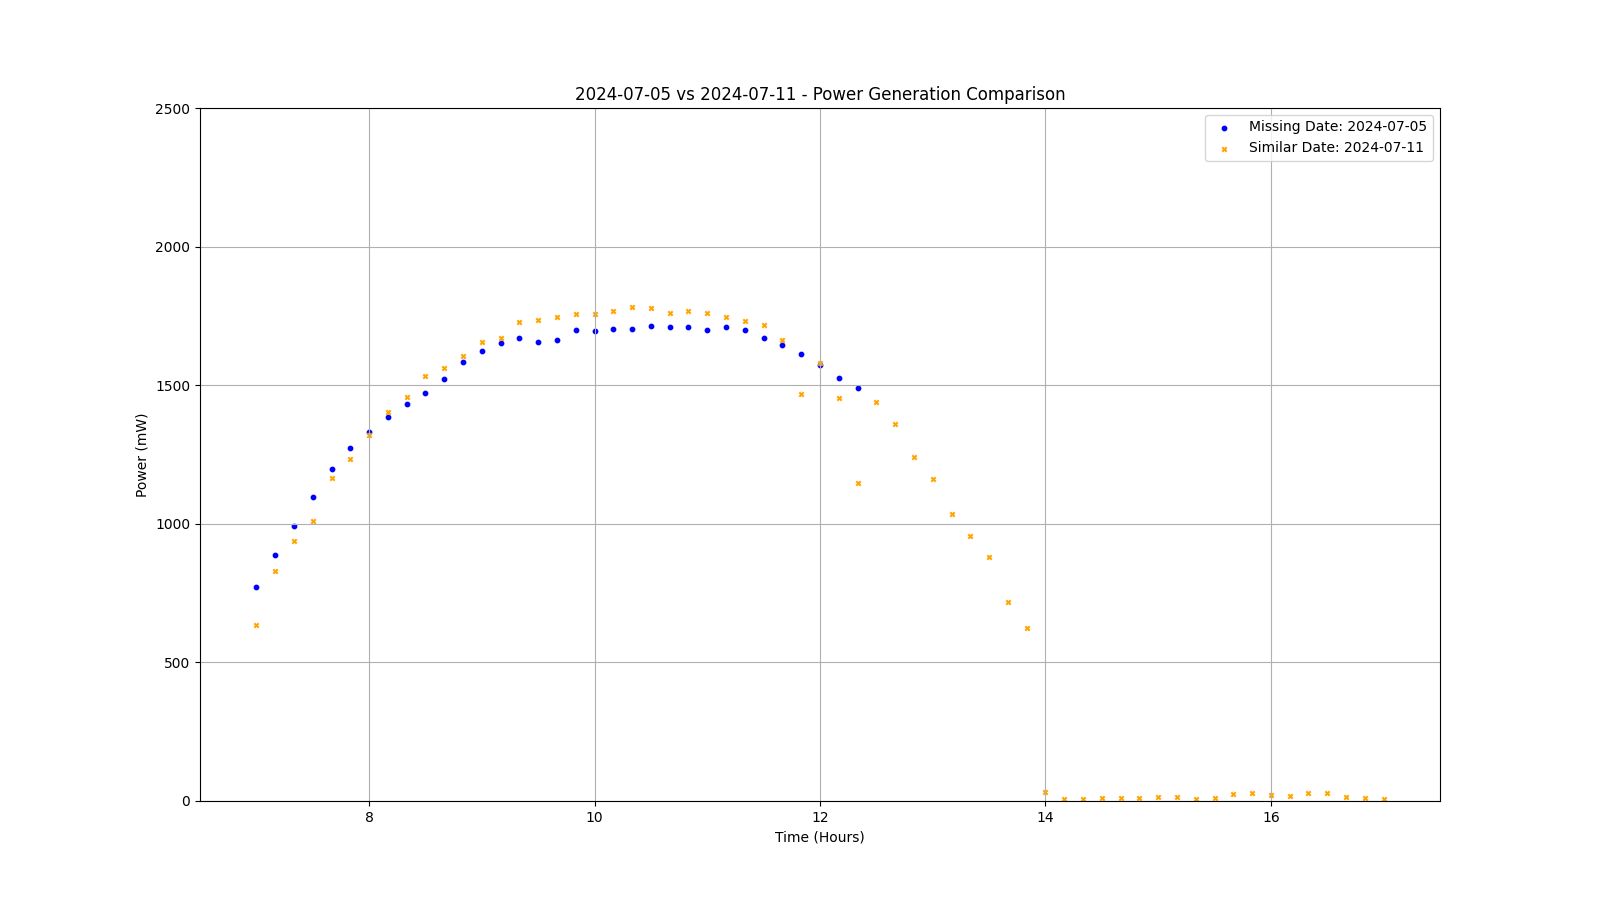 2024-07-05 vs 2024-07-11 - Power Generation Comparison
Missing Date: 2024-07-05
Similar Date: 2024-07-11
2500
2000
1500
1000
500
0
Power (mW)
8
10
12
14
16
Time (Hours)